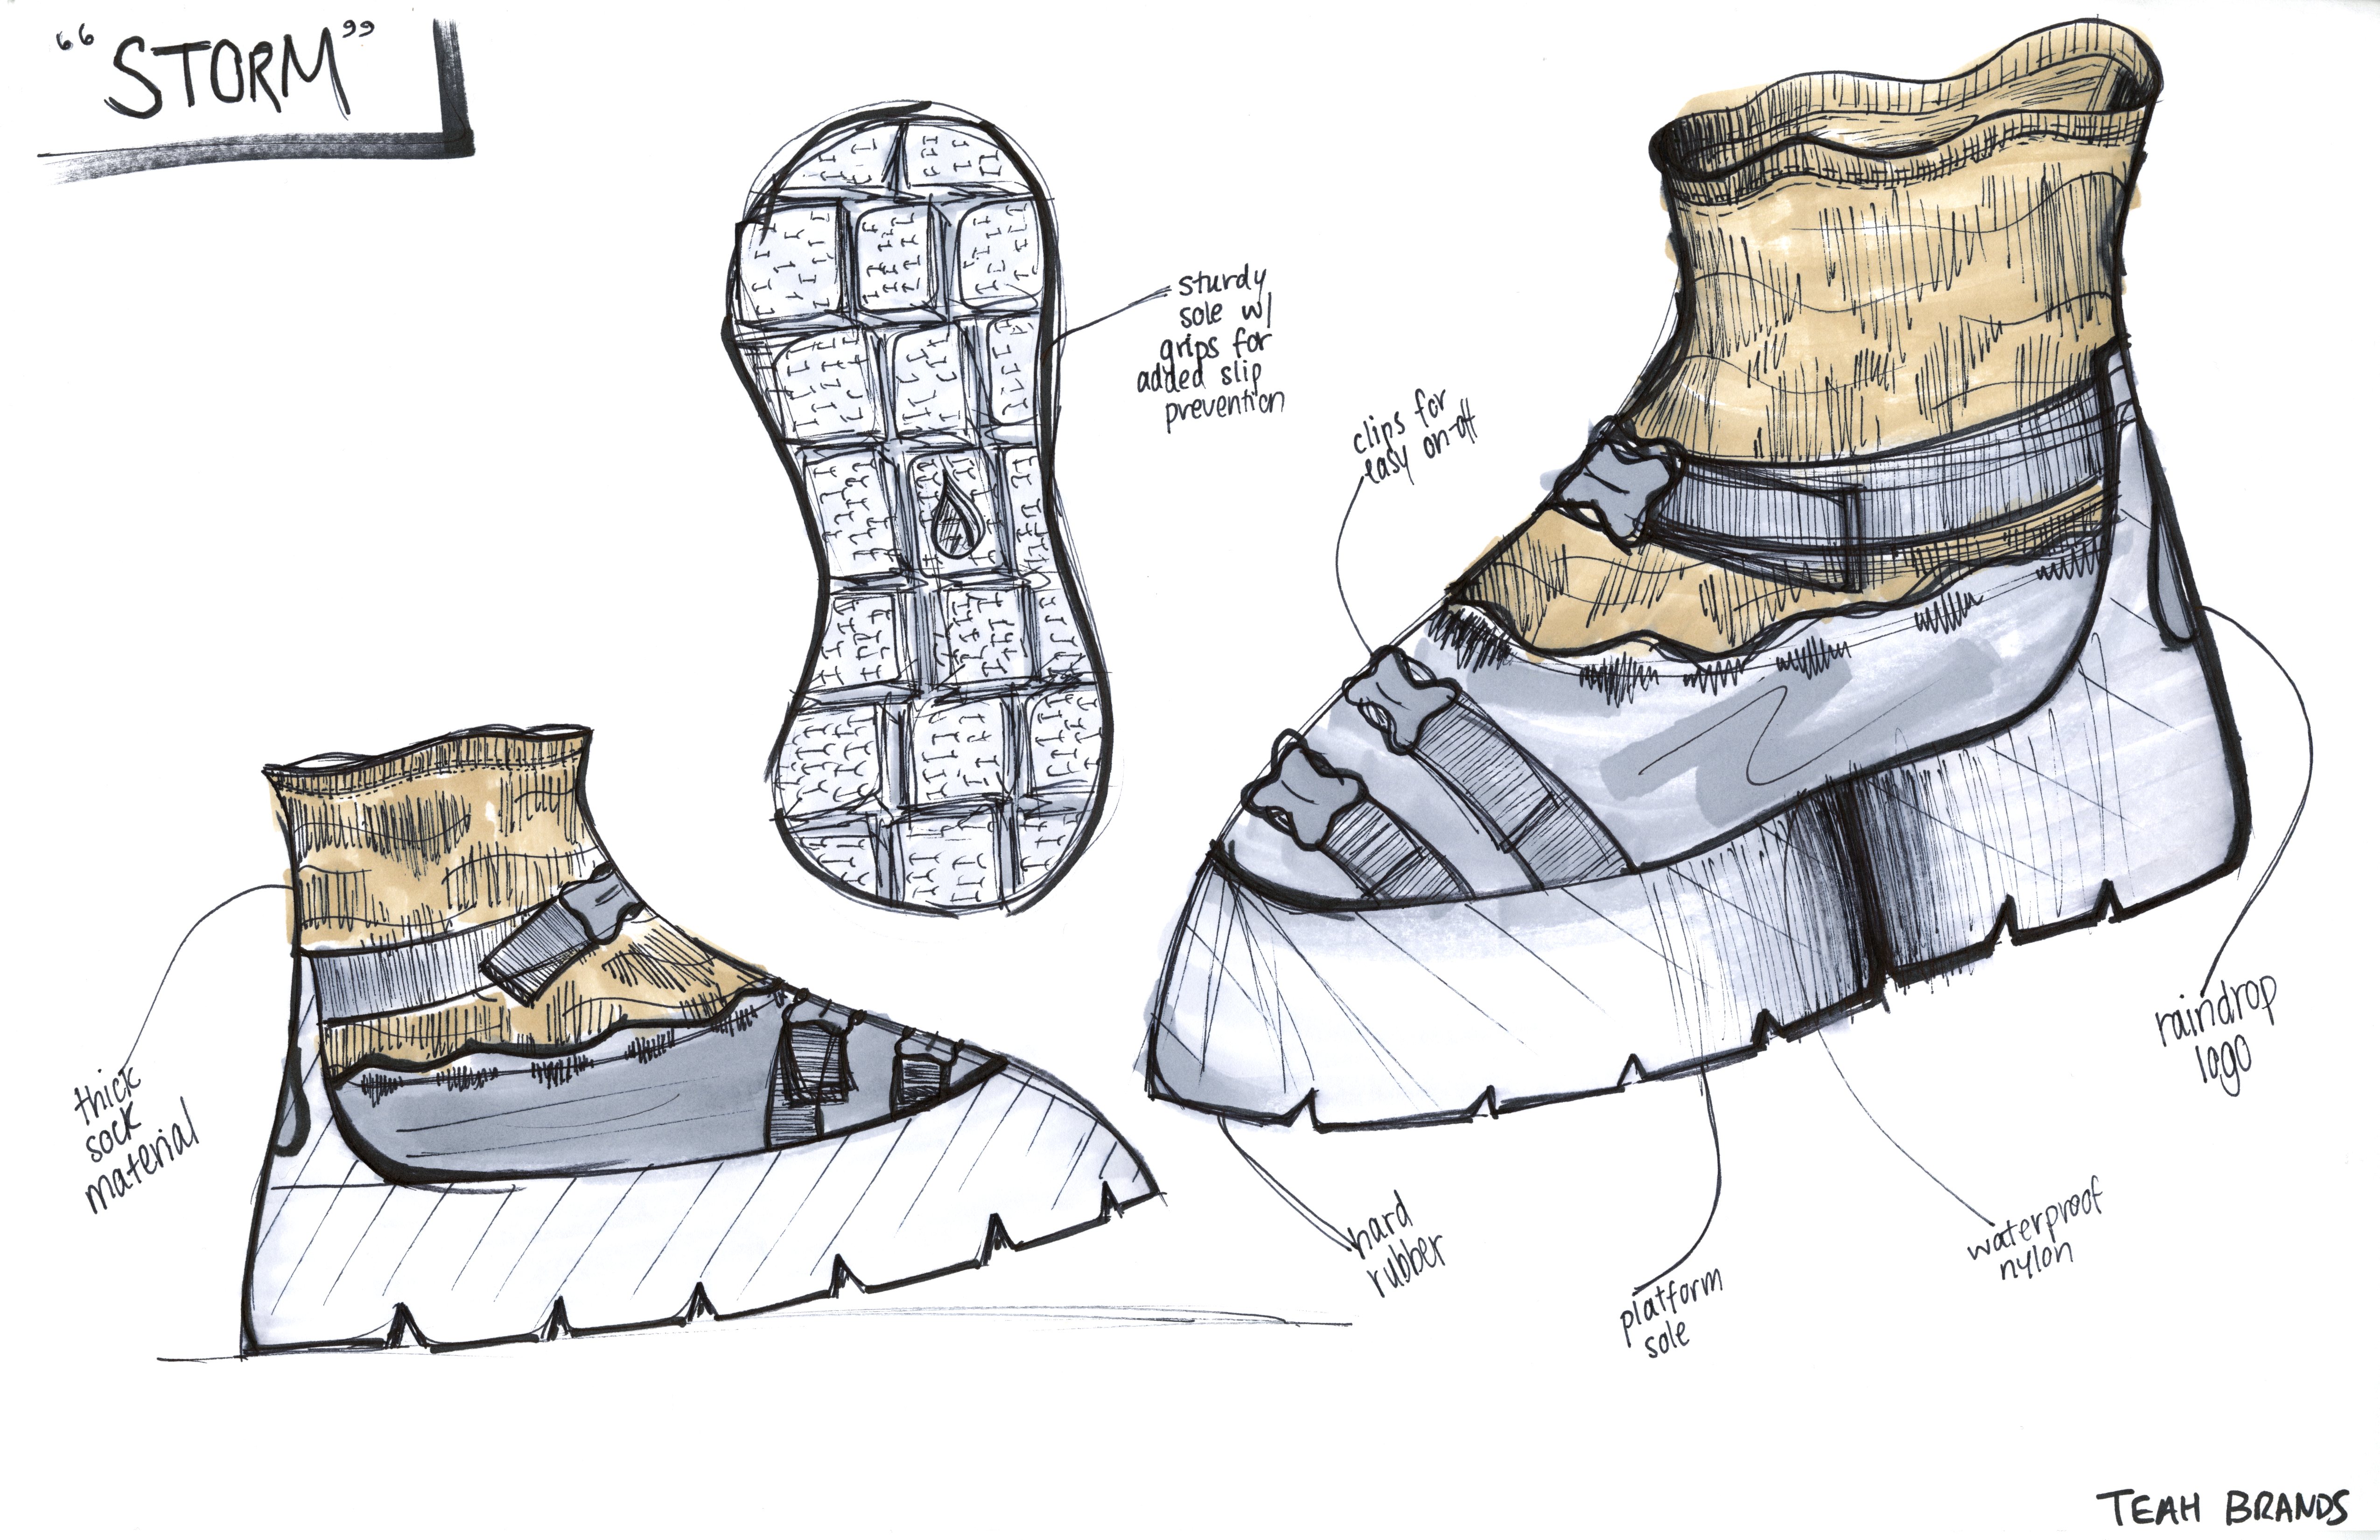 "STORM"
sturdy
sole w/
grips for
added slip
prevention
clips for
easy on-off
thick
sock
material
raindrop
logo
hard
rubber
platform
sole
waterproof
nylon
TEAH BRANDS